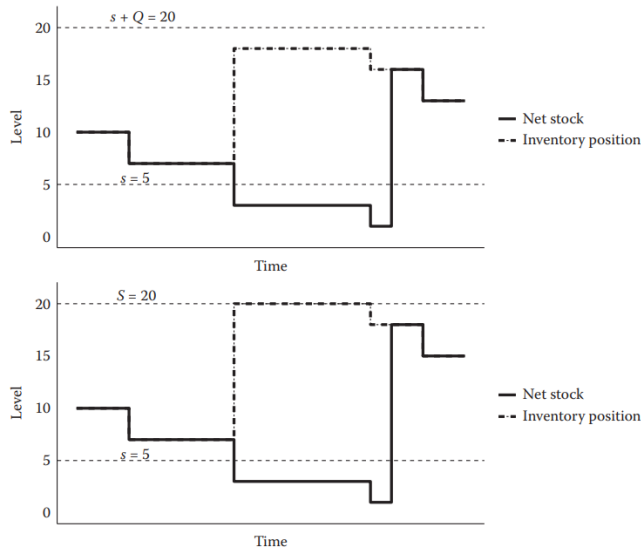 s + Q = 20
20
15
10
5
0
Level
s = 5
Time
Net stock
Inventory position
S = 20
20
15
10
5
0
Level
s = 5
Time
Net stock
Inventory position